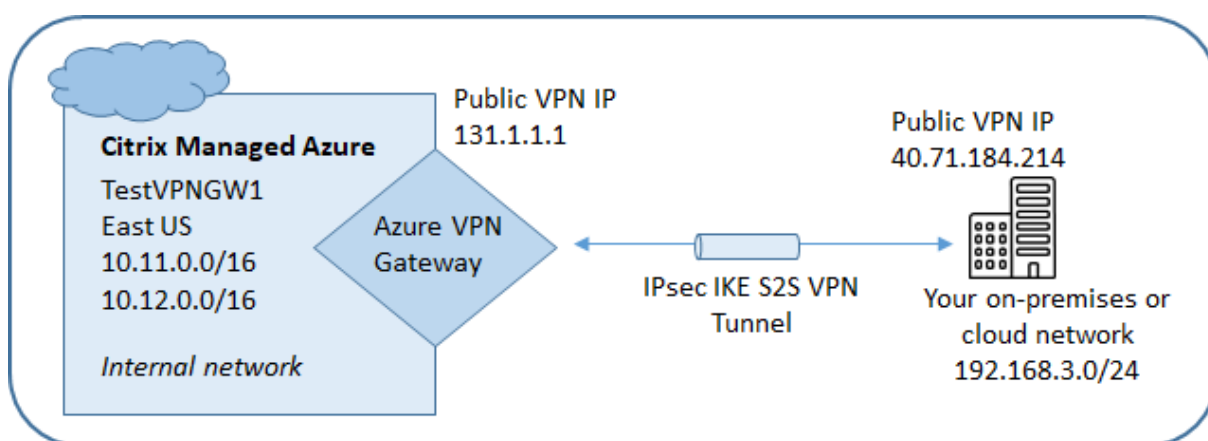 Citrix Managed Azure
TestVPNGW1
East US
10.11.0.0/16
10.12.0.0/16
Internal network
Public VPN IP
131.1.1.1
Azure VPN
Gateway
IPsec IKE S2S VPN
Tunnel
Public VPN IP
40.71.184.214
Your on-premises or
cloud network
192.168.3.0/24